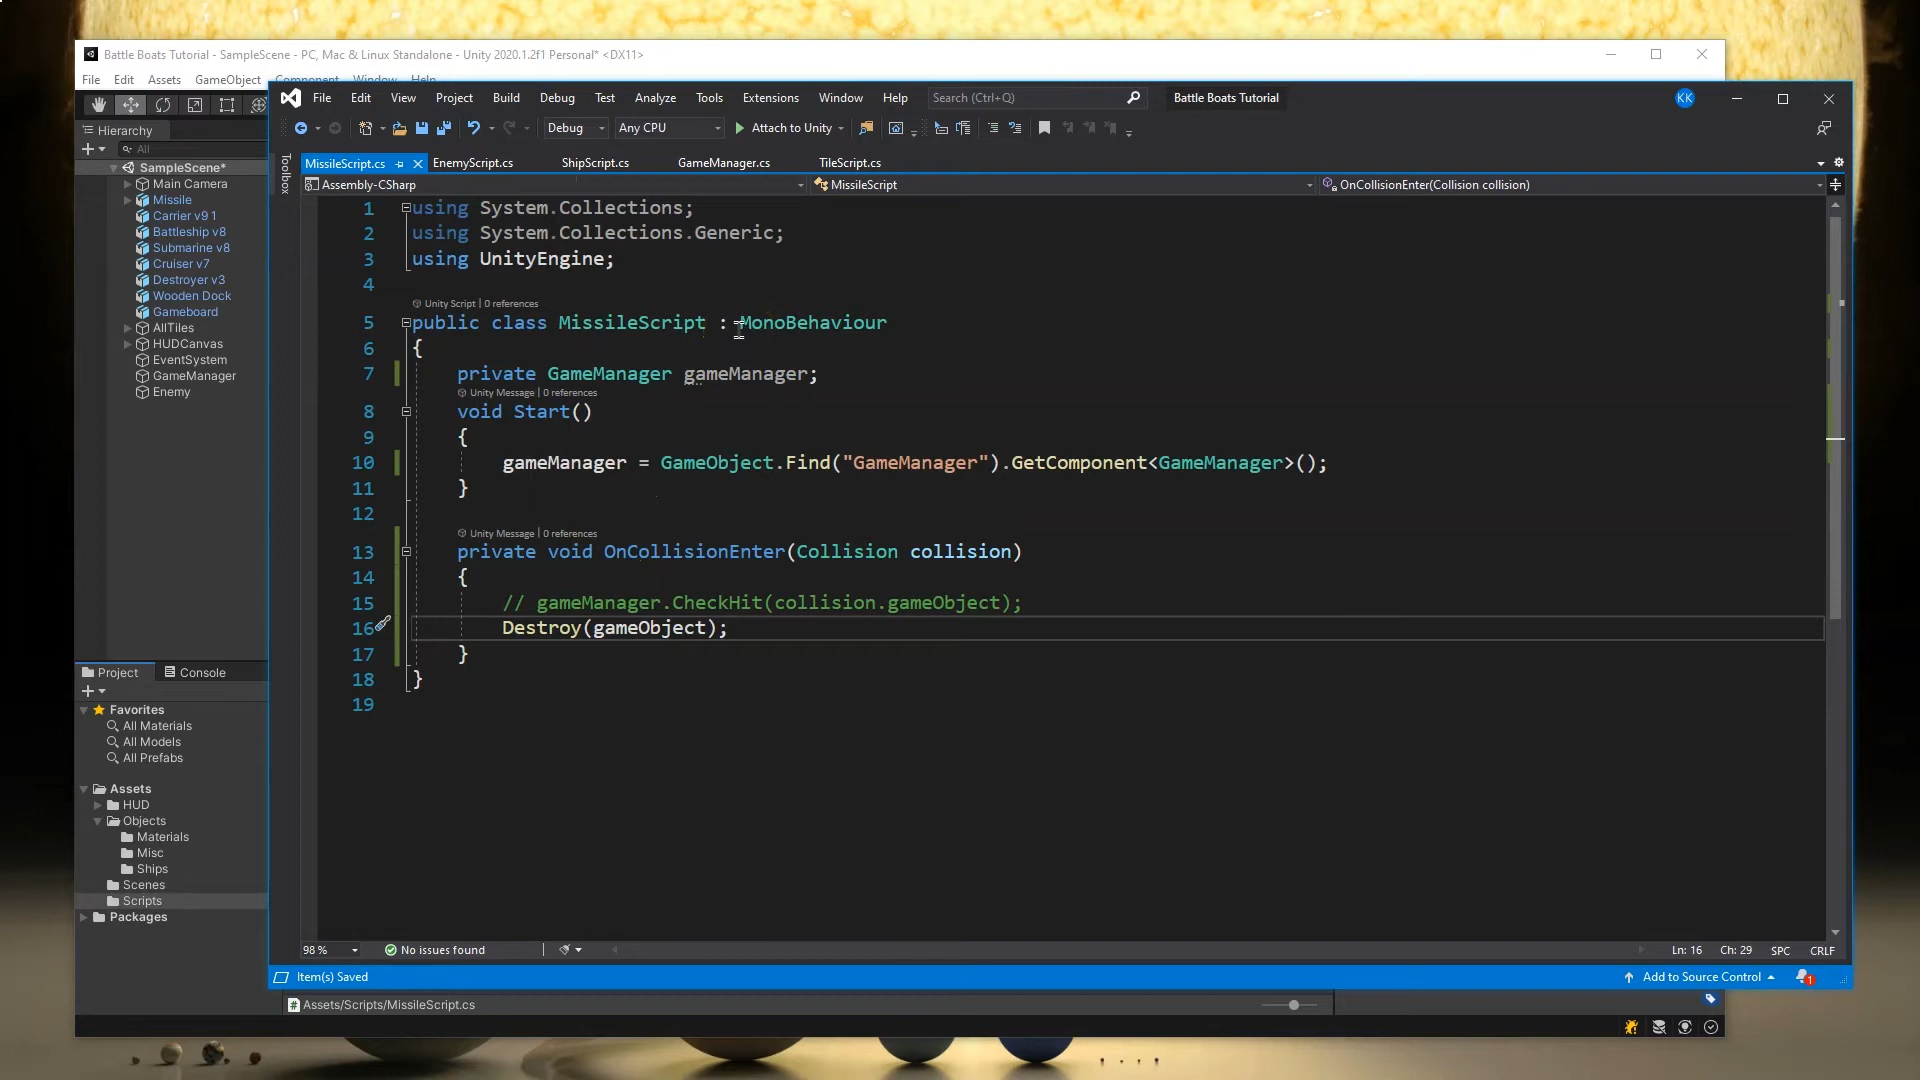 Battle Boats Tutorial - SampleScene - PC, Mac & Linux Standalone - Unity 2020.1.2f1 Personal* <DX11>
File Edit Assets GameObject Component Window Help
File Edit View Project Build Debug Test Analyze Tools Extensions Window Help Search (Ctrl+Q) Battle Boats Tutorial KK
Debug Any CPU Attach to Unity
Hierarchy
All
SampleScene*
Main Camera
Missile
Carrier v9 1
Battleship v8
Submarine v8
Cruiser v7
Destroyer v3
Wooden Dock
Gameboard
AllTiles
HUDCanvas
EventSystem
GameManager
Enemy
Toolbox
MissileScript.cs EnemyScript.cs ShipScript.cs GameManager.cs TileScript.cs
Assembly-CSharp MissileScript OnCollisionEnter(Collision collision)
1 using System.Collections;
2 using System.Collections.Generic;
3 using UnityEngine;
4
Unity Script | 0 references
5 public class MissileScript : MonoBehaviour
6 {
7 private GameManager gameManager;
Unity Message | 0 references
8 void Start()
9 {
10 gameManager = GameObject.Find("GameManager").GetComponent<GameManager>();
11 }
12
Unity Message | 0 references
13 private void OnCollisionEnter(Collision collision)
14 {
15 // gameManager.CheckHit(collision.gameObject);
16 Destroy(gameObject);
17 }
18 }
19
98 % No issues found Ln: 16 Ch: 29 SPC CRLF
Item(s) Saved Add to Source Control 1
Project Console
Favorites
All Materials
All Models
All Prefabs
Assets
HUD
Objects
Materials
Misc
Ships
Scenes
Scripts
Packages
Assets/Scripts/MissileScript.cs